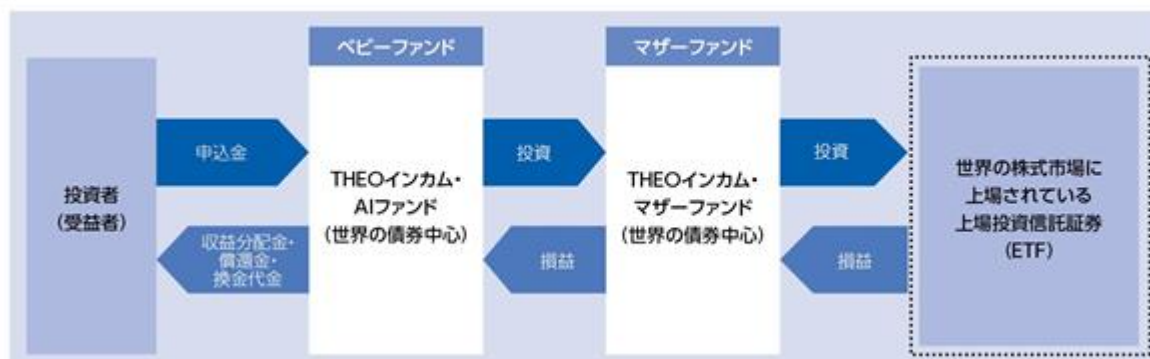 ベビーファンド
マザーファンド
投資者
(受益者)
申込金
収益分配金・
償還金・
換金代金
THEOインカム・
AIファンド
(世界の債券中心)
投資
損益
THEOインカム・
マザーファンド
(世界の債券中心)
投資
損益
世界の株式市場に
上場されている
上場投資信託証券
(ETF)